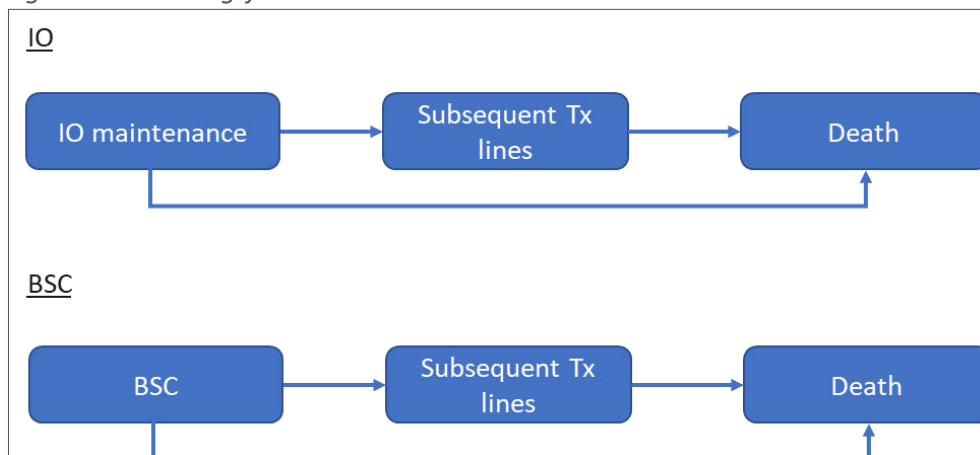 IO
IO maintenance
Subsequent Tx
lines
Death
BSC
BSC
Subsequent Tx
lines
Death